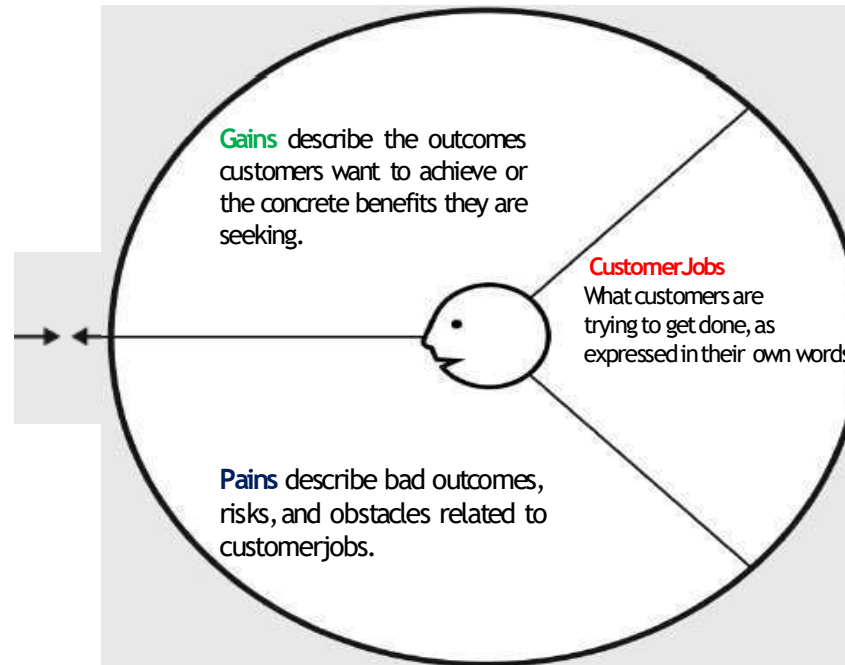 Gains describe the outcomes
customers want to achieve or
the concrete benefits they are
seeking.
CustomerJobs
What customers are
trying to get done, as
expressed in their own words
Pains describe bad outcomes,
risks, and obstacles related to
customerjobs.